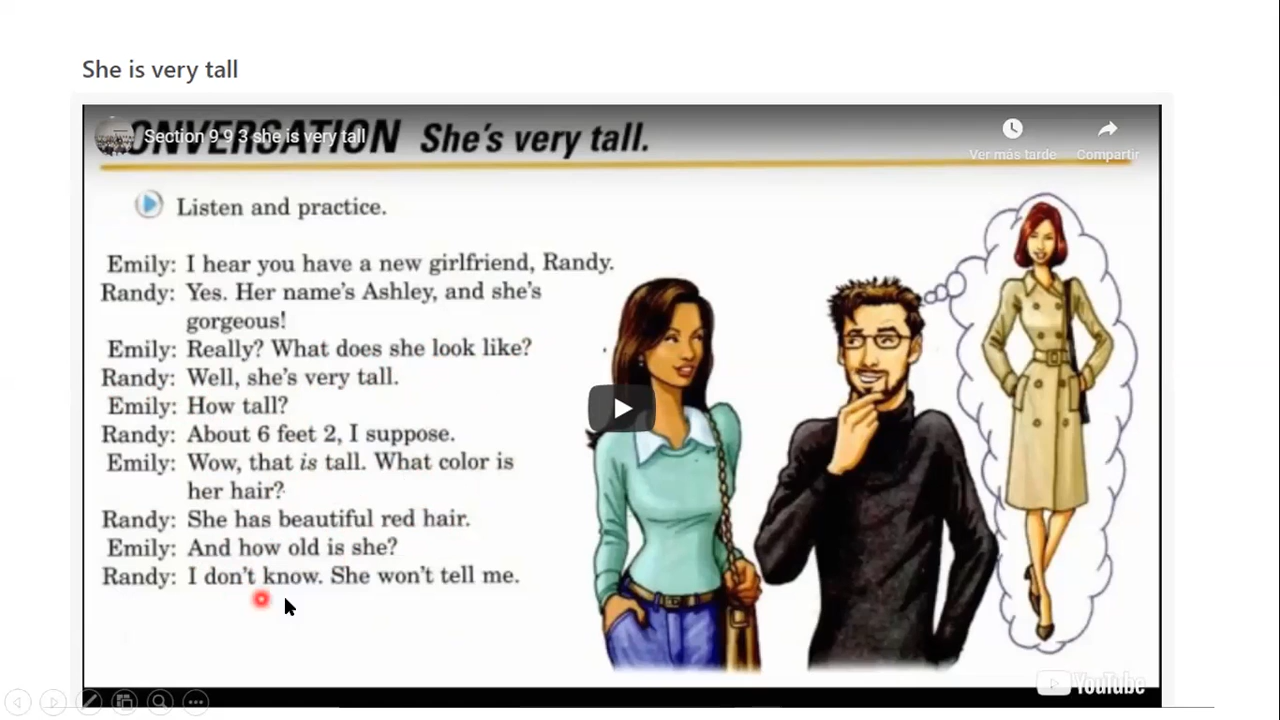 She is very tall
Section 9 9 3 she is very tall
CONVERSATION She's very tall.
Ver más tarde
Compartir
Listen and practice.
Emily: I hear you have a new girlfriend, Randy.
Randy: Yes. Her name's Ashley, and she's
gorgeous!
Emily: Really? What does she look like?
Randy: Well, she's very tall.
Emily: How tall?
Randy: About 6 feet 2, I suppose.
Emily: Wow, that is tall. What color is
her hair?
Randy: She has beautiful red hair.
Emily: And how old is she?
Randy: I don't know. She won't tell me.
YouTube